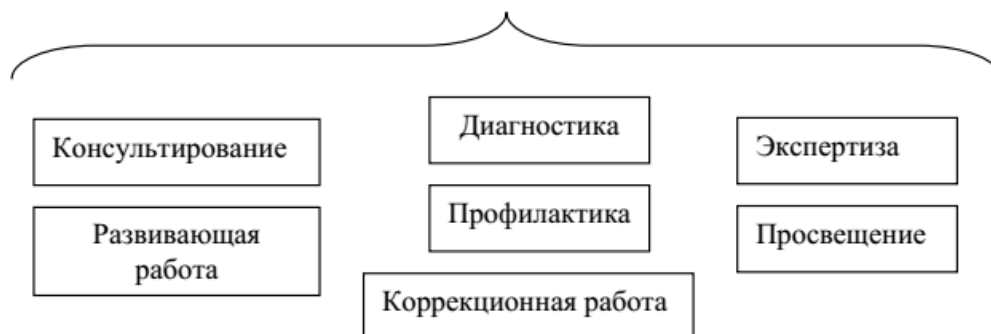 Консультирование
Диагностика
Экспертиза
Развивающая
работа
Профилактика
Просвещение
Коррекционная работа